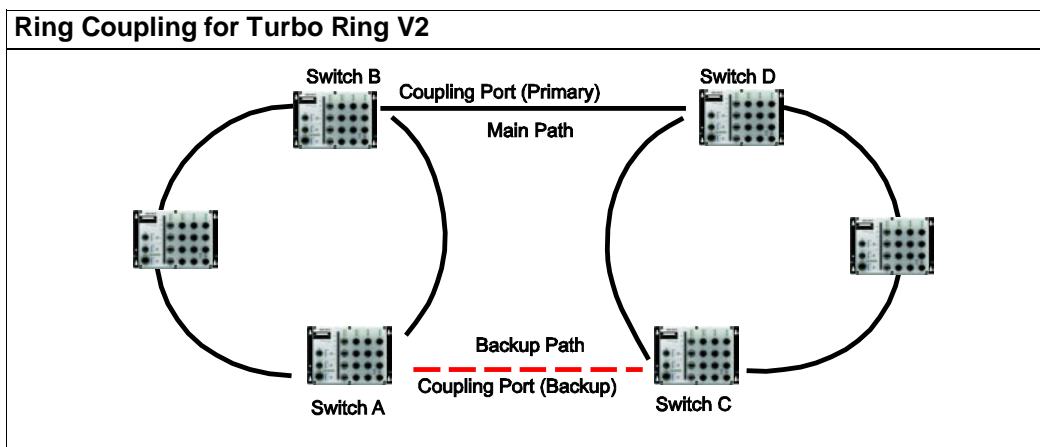 Ring Coupling for Turbo Ring V2
Switch B
Coupling Port (Primary)
Switch D
Main Path
Backup Path
Coupling Port (Backup)
Switch A
Switch C